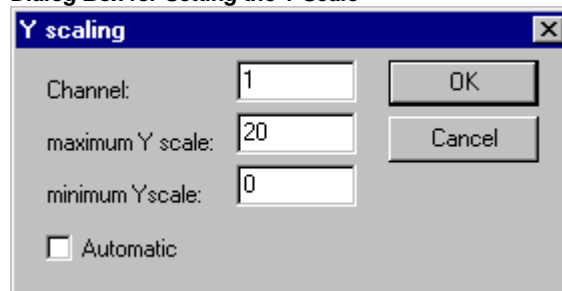 Dialog Box for Setting the Y Scale
Y scaling
Channel: 1 OK
maximum Y scale: 20 Cancel
minimum Yscale: 0
Automatic